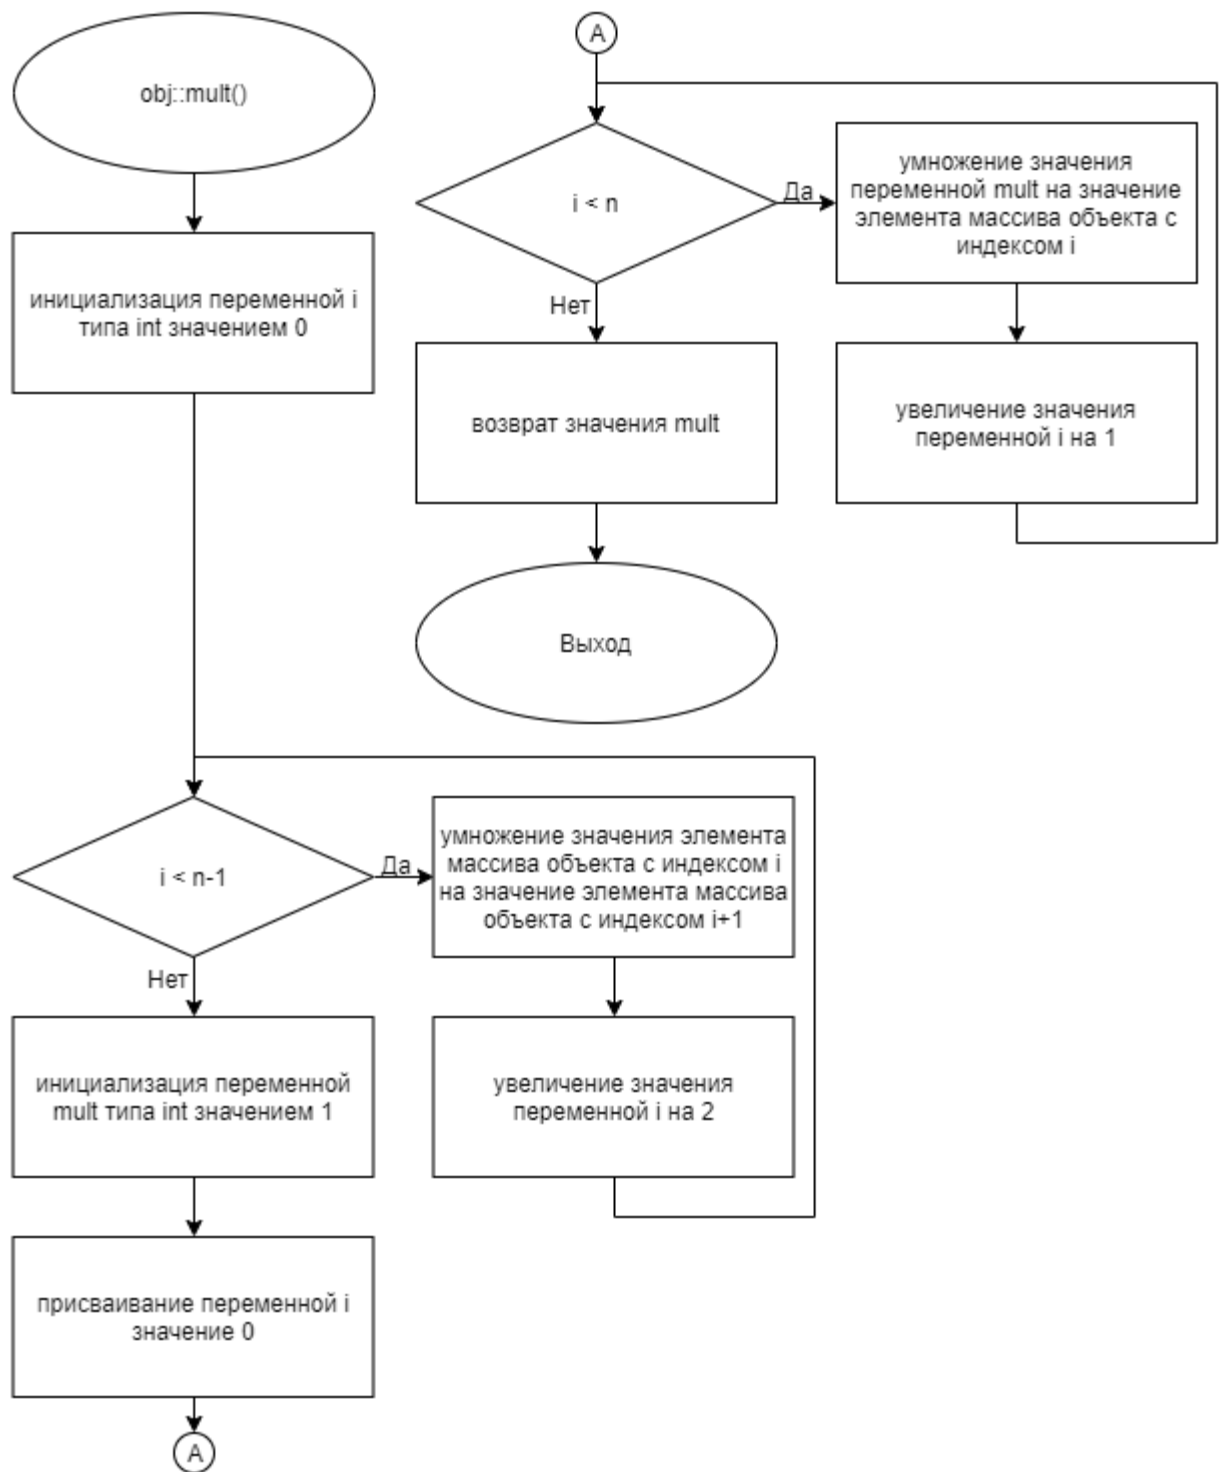 obj::mult()
инициализация переменной i
типа int значением 0
i < n-1
Да
умножение значения элемента
массива объекта с индексом i
на значение элемента массива
объекта с индексом i+1
увеличение значения
переменной i на 2
Нет
инициализация переменной
mult типа int значением 1
присваивание переменной i
значение 0
A
A
i < n
Да
умножение значения
переменной mult на значение
элемента массива объекта с
индексом i
увеличение значения
переменной i на 1
Нет
возврат значения mult
Выход